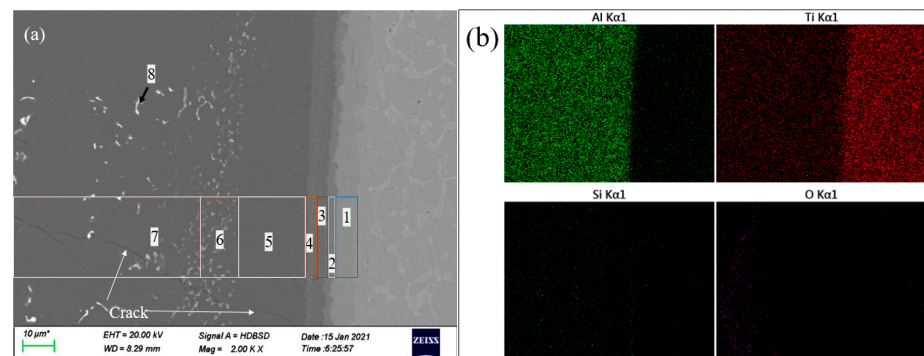 (a)
8
7
6
5
4
3
2
1
Crack
10 µm*
EHT = 20.00 kV
WD = 8.29 mm
Signal A = HDBSD
Mag = 2.00 K X
Date :15 Jan 2021
Time :6:25:57
ZEISS
(b)
Al Kα1
Ti Kα1
Si Kα1
O Kα1